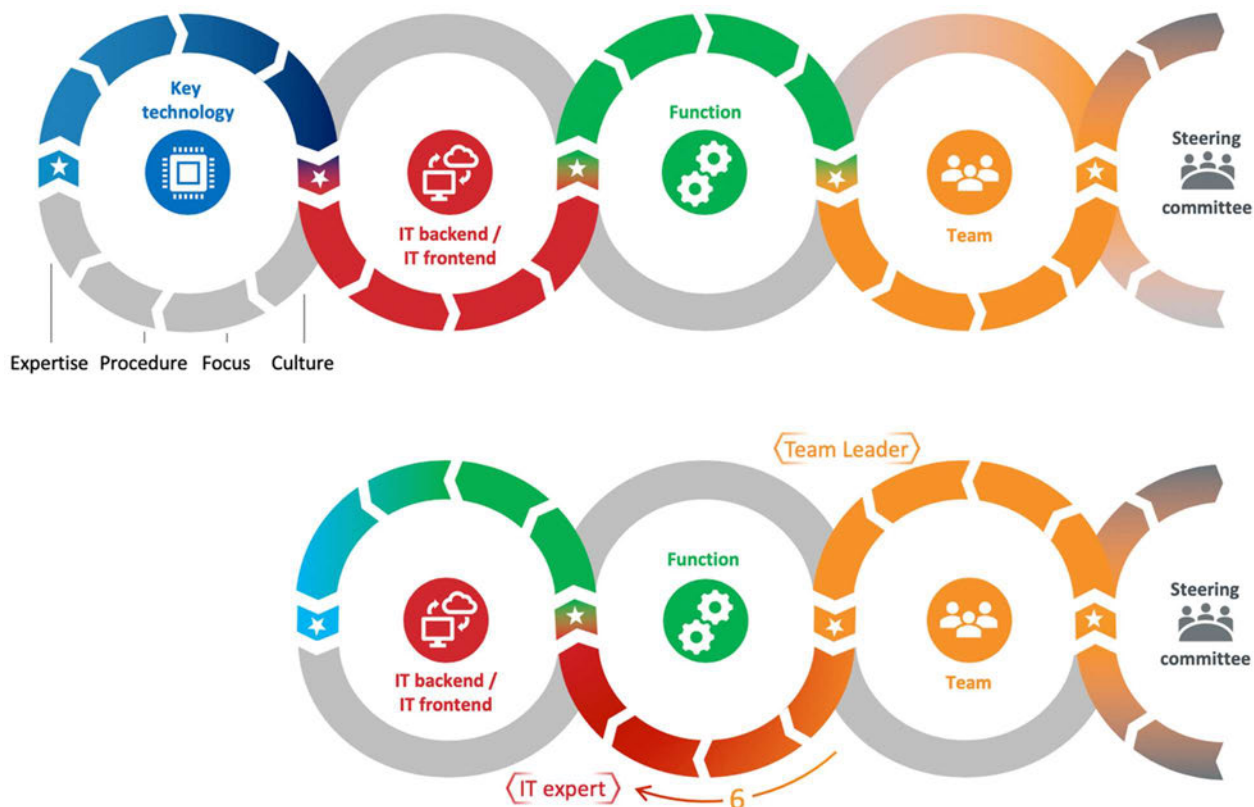 Key
technology
Function
Steering
committee
IT backend /
IT frontend
Team
Expertise
Procedure
Focus
Culture
Team Leader
Function
Steering
committee
IT backend /
IT frontend
Team
IT expert
6